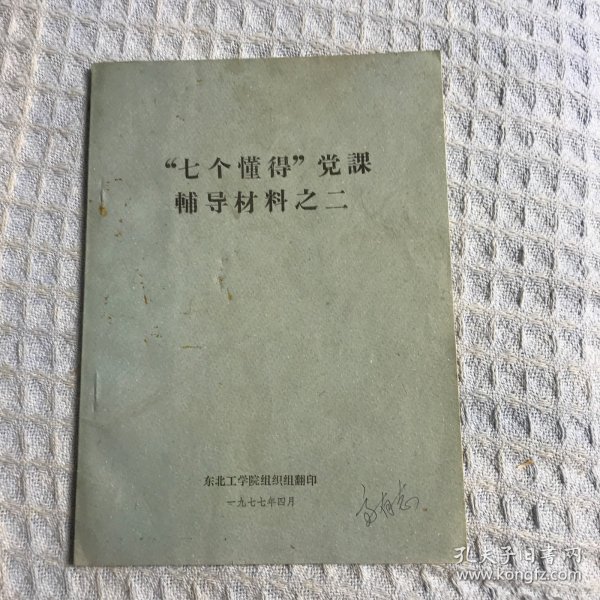 “七个懂得”党課
輔导材料之二
东北工学院组织组翻印
一九七七年四月
孔夫子旧书网
www.kongfz.com